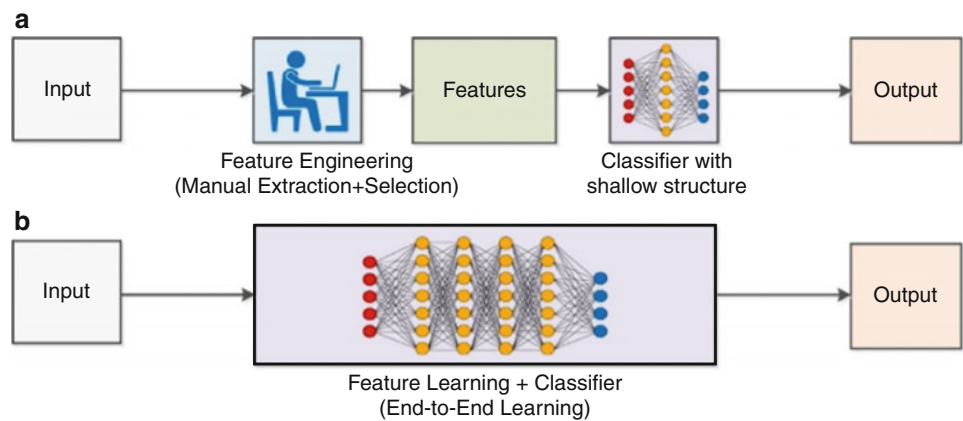 a
Input
Features
Output
Feature Engineering
(Manual Extraction+Selection)
Classifier with
shallow structure
b
Input
Output
Feature Learning + Classifier
(End-to-End Learning)